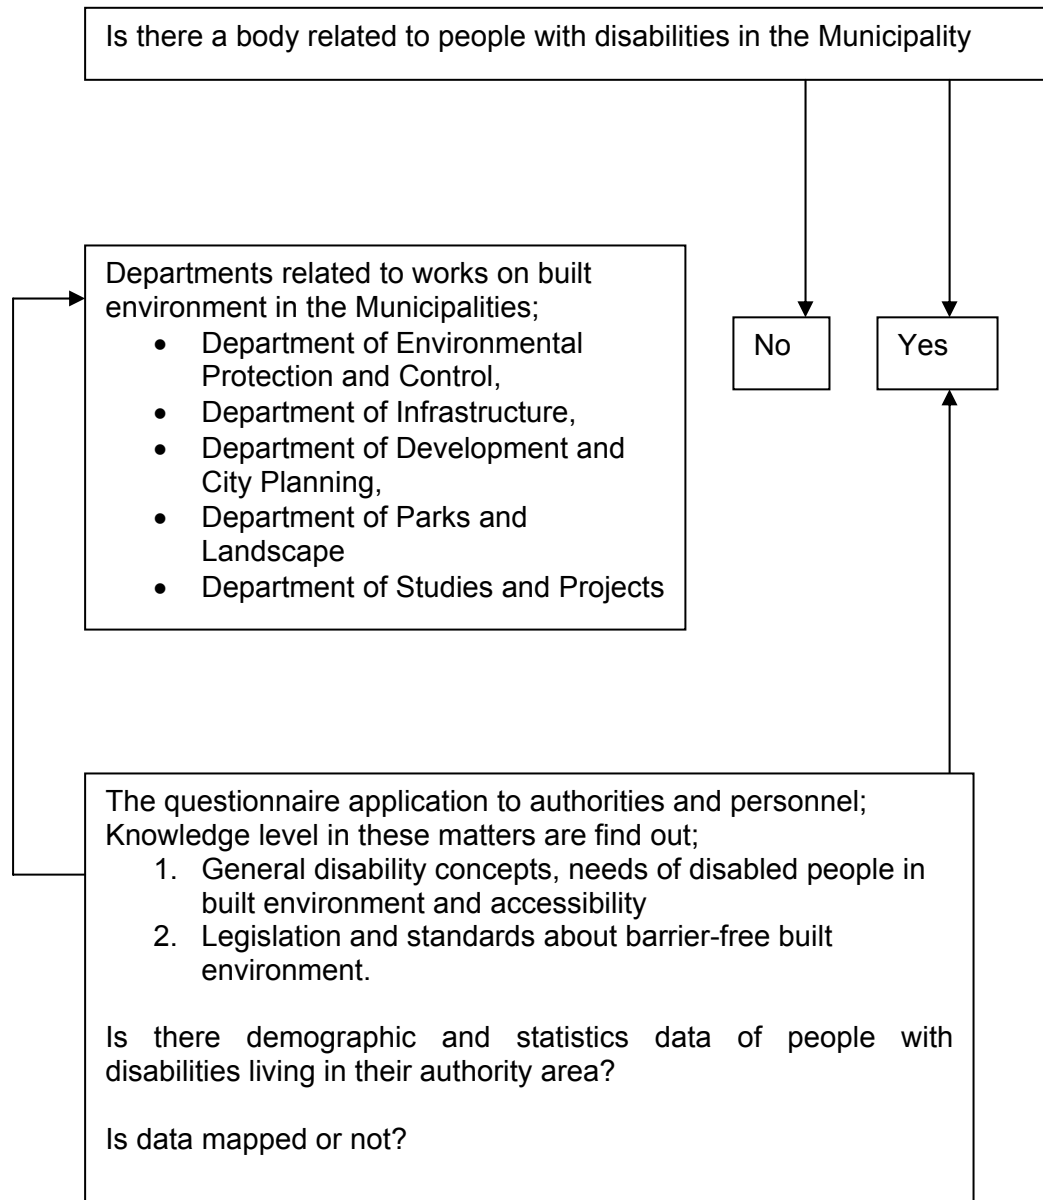 Is there a body related to people with disabilities in the Municipality
Departments related to works on built
environment in the Municipalities;
• Department of Environmental
Protection and Control,
• Department of Infrastructure,
• Department of Development and
City Planning,
• Department of Parks and
Landscape
• Department of Studies and Projects
No
Yes
The questionnaire application to authorities and personnel;
Knowledge level in these matters are find out;
1. General disability concepts, needs of disabled people in
built environment and accessibility
2. Legislation and standards about barrier-free built
environment.
Is there demographic and statistics data of people with
disabilities living in their authority area?
Is data mapped or not?